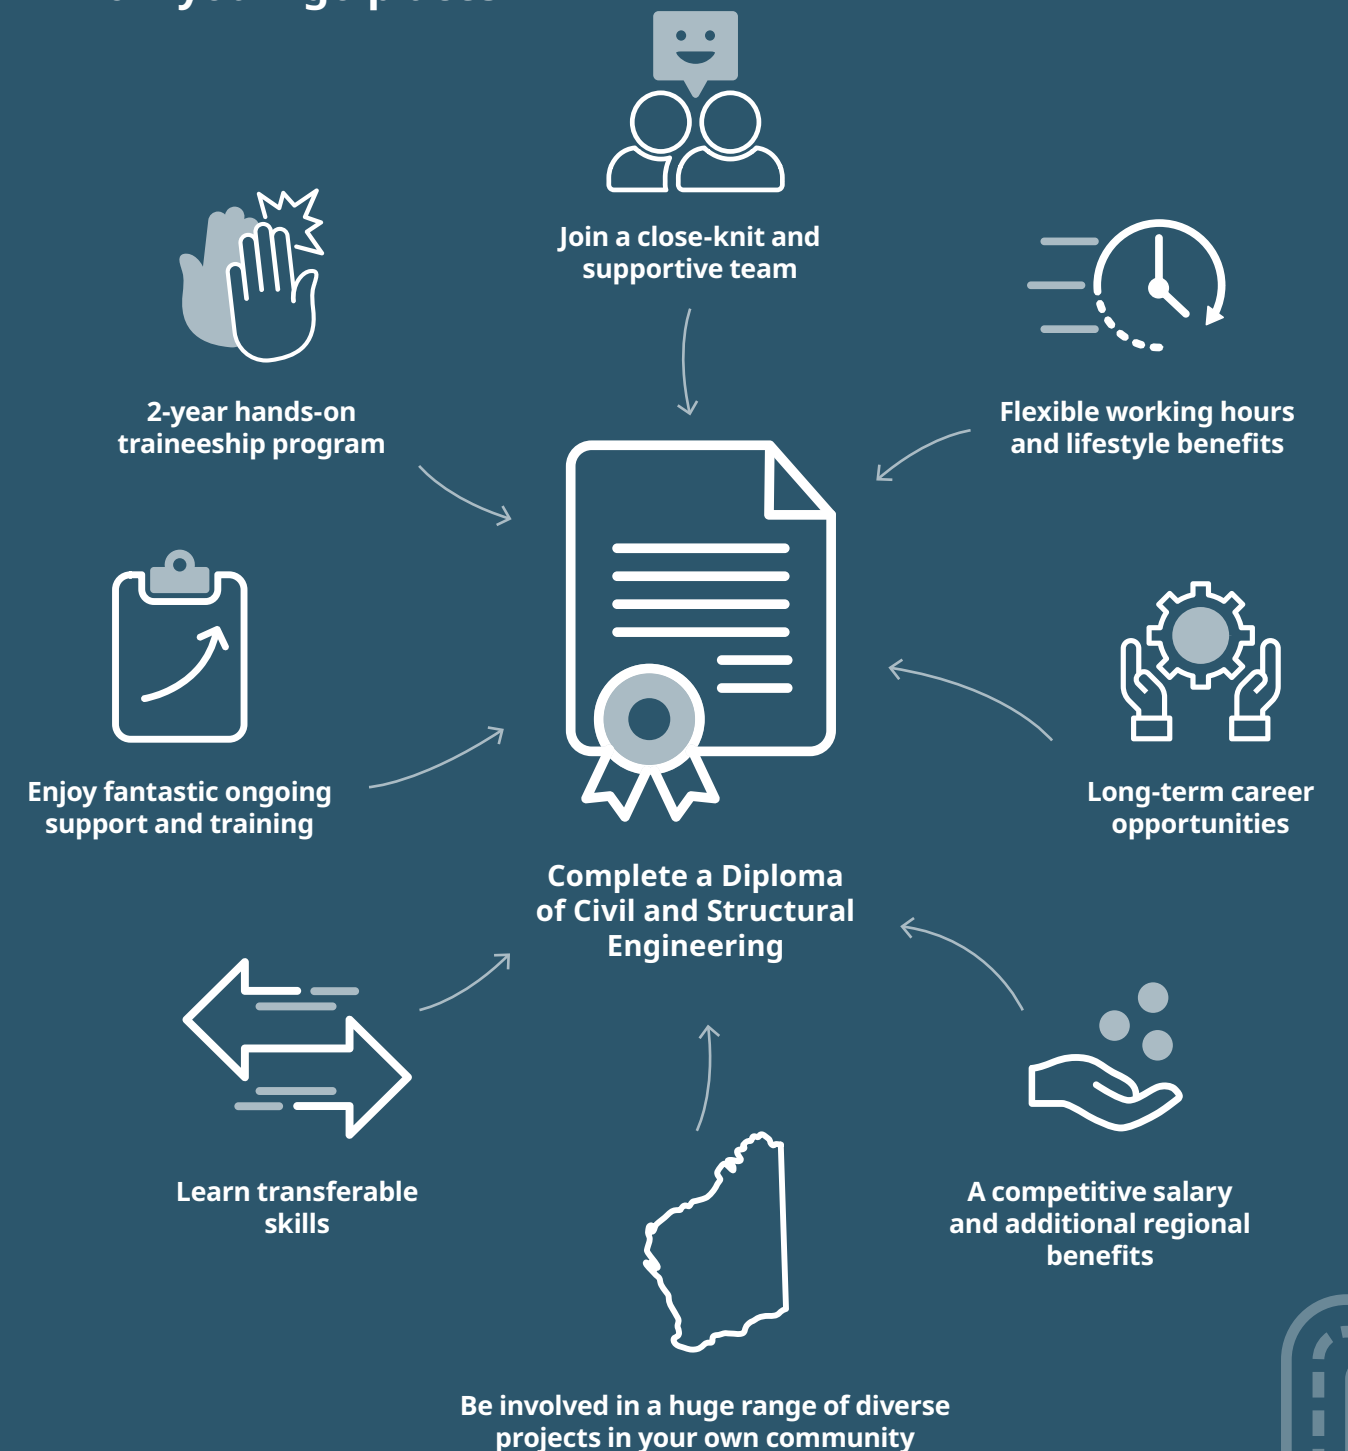 Join a close-knit and
supportive team
2-year hands-on
traineeship program
Flexible working hours
and lifestyle benefits
Enjoy fantastic ongoing
support and training
Long-term career
opportunities
Complete a Diploma
of Civil and Structural
Engineering
Learn transferable
skills
A competitive salary
and additional regional
benefits
Be involved in a huge range of diverse
projects in your own community